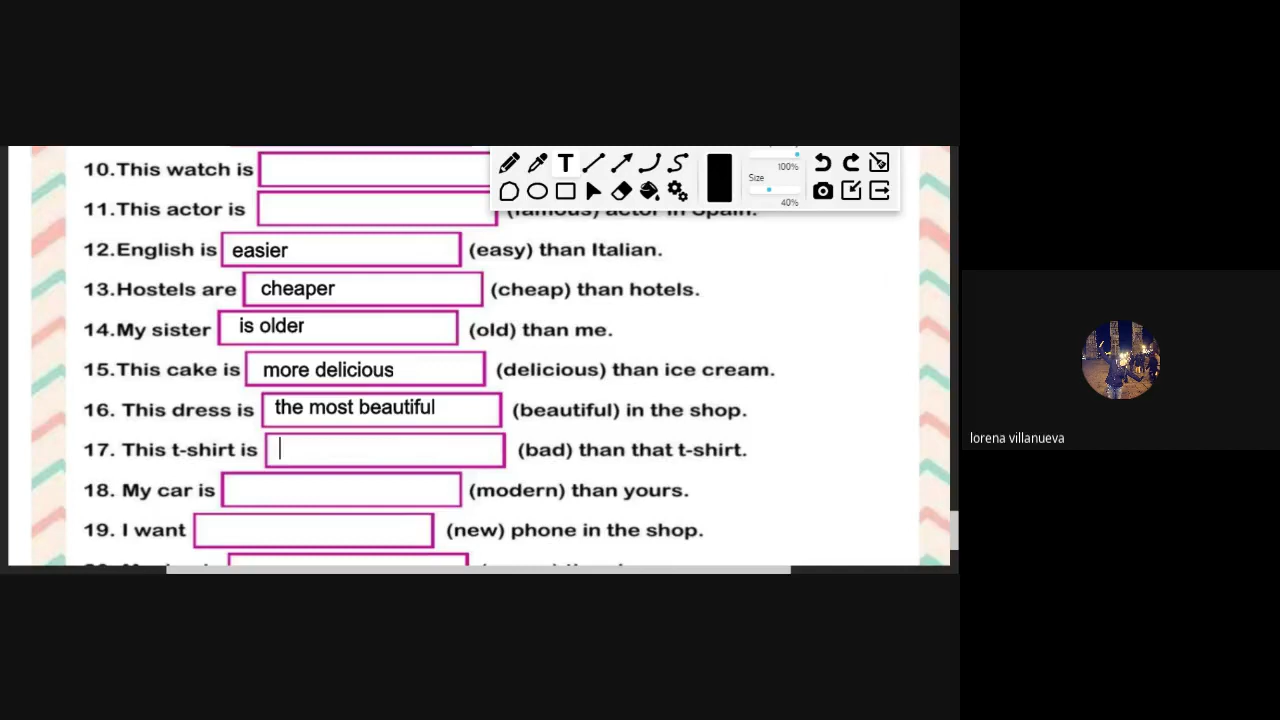 10.This watch is
100%
Size
40%
11.This actor is (famous) actor in Spain.
12.English is easier (easy) than Italian.
13.Hostels are cheaper (cheap) than hotels.
14.My sister is older (old) than me.
15.This cake is more delicious (delicious) than ice cream.
16. This dress is the most beautiful (beautiful) in the shop.
17. This t-shirt is (bad) than that t-shirt.
18. My car is (modern) than yours.
19. I want (new) phone in the shop.
lorena villanueva